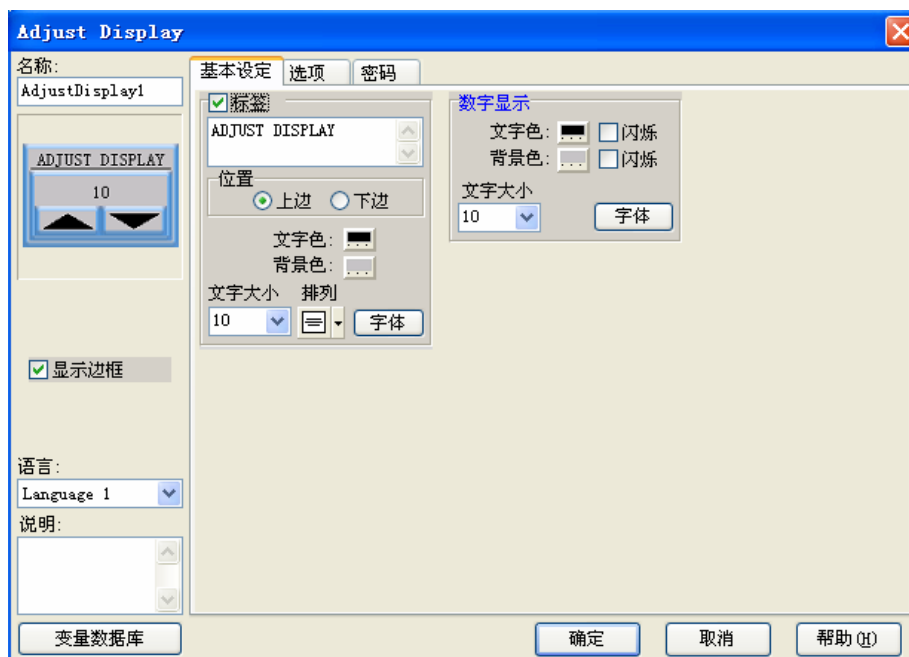 Adjust Display
名称:
AdjustDisplay1
ADJUST DISPLAY
10
显示边框
语言:
Language 1
说明:
变量数据库
基本设定 选项 密码
标签
ADJUST DISPLAY
位置
上边 下边
文字色: ...
背景色: ...
文字大小 排列
10 字体
数字显示
文字色: ... 闪烁
背景色: ... 闪烁
文字大小
10 字体
确定 取消 帮助(H)